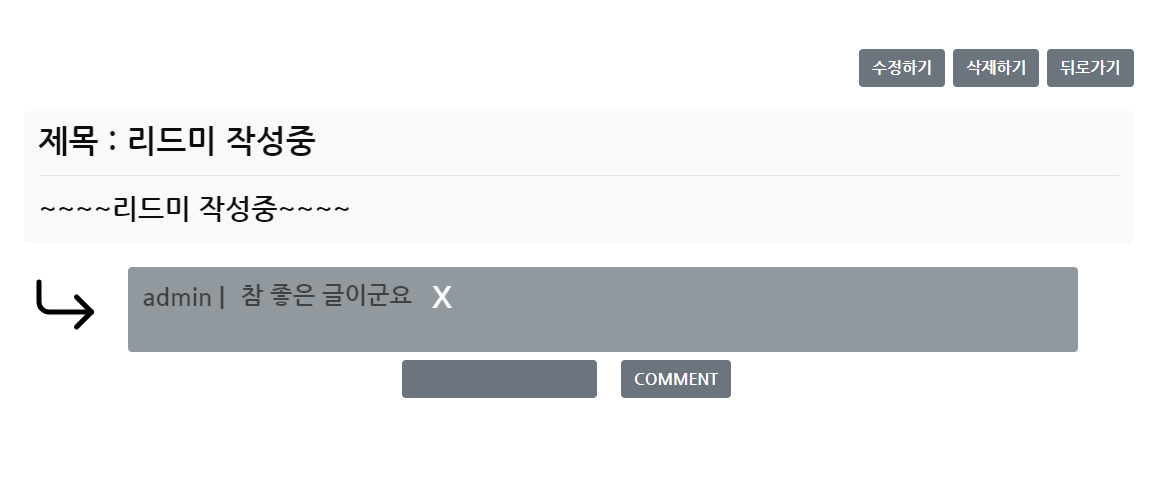 수정하기 삭제하기 뒤로가기
제목 : 리드미 작성중
~~~~리드미 작성중~~~~
admin | 참 좋은 글이군요 X
COMMENT